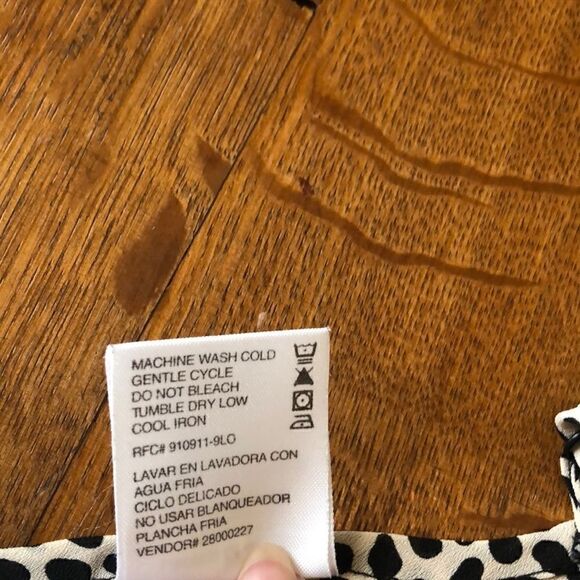 MACHINE WASH COLD
GENTLE CYCLE
DO NOT BLEACH
TUMBLE DRY LOW
COOL IRON
RFC# 910911-9LO
LAVAR EN LAVADORA CON
AGUA FRIA
CICLO DELICADO
NO USAR BLANQUEADOR
PLANCHA FRIA
VENDOR# 28000227